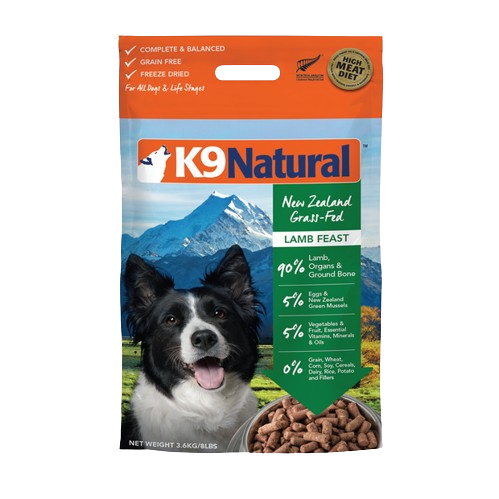 COMPLETE & BALANCED
GRAIN FREE
FREEZE DRIED
For All Dogs & Life Stages
HIGH
MEAT
DIET
K9Natural
TM
New Zealand
Grass-Fed
LAMB FEAST
90% Lamb,
Organs &
Ground Bone
5% Eggs &
New Zealand
Green Mussels
5% Vegetables &
Fruit, Essential
Vitamins, Minerals
& Oils
0% Grain, Wheat,
Corn, Soy, Cereals,
Dairy, Rice, Potato
and Fillers
NET WEIGHT 3.6KG/8LBS